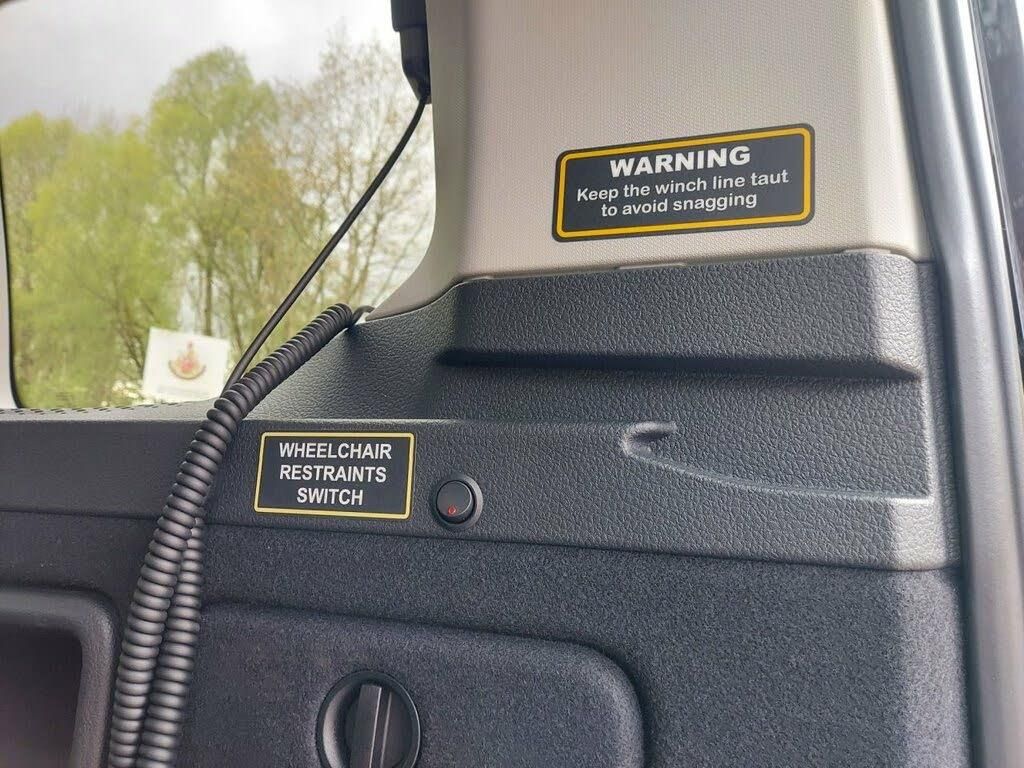 WARNING
Keep the winch line taut
to avoid snagging
WHEELCHAIR
RESTRAINTS
SWITCH